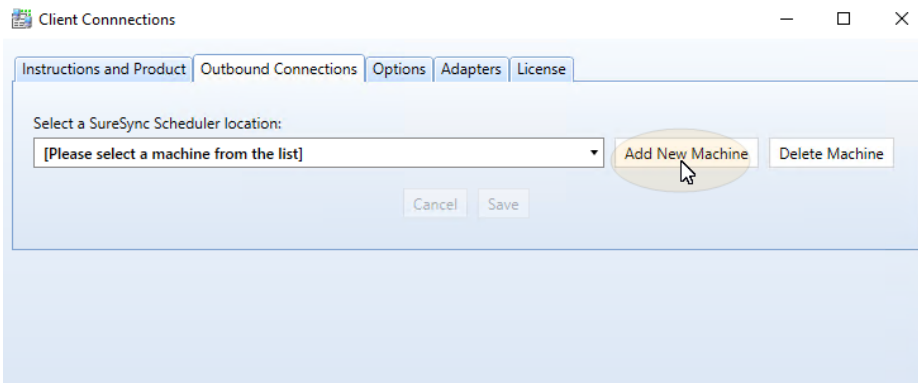 Client Connnections
Instructions and Product Outbound Connections Options Adapters License
Select a SureSync Scheduler location:
[Please select a machine from the list] Add New Machine Delete Machine
Cancel Save